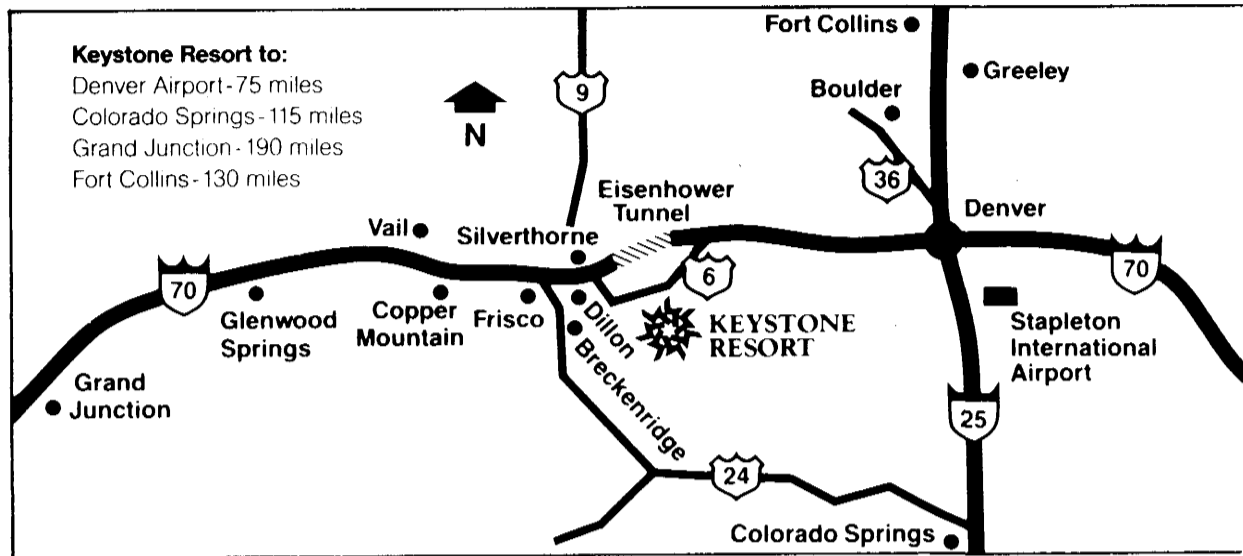 Keystone Resort to:
Denver Airport-75 miles
Colorado Springs-115 miles
Grand Junction-190 miles
Fort Collins-130 miles
N
9
Fort Collins
Greeley
Boulder
36
Eisenhower
Tunnel
Denver
Vail
Silverthorne
6
70
70
Glenwood
Springs
Copper
Mountain
Frisco
Dillon
KEYSTONE
RESORT
Stapleton
International
Airport
Breckenridge
Grand
Junction
25
24
Colorado Springs